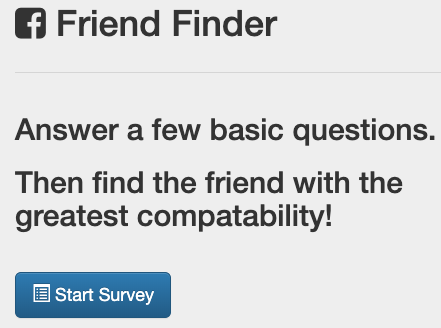 Friend Finder
Answer a few basic questions.
Then find the friend with the
greatest compatability!
Start Survey